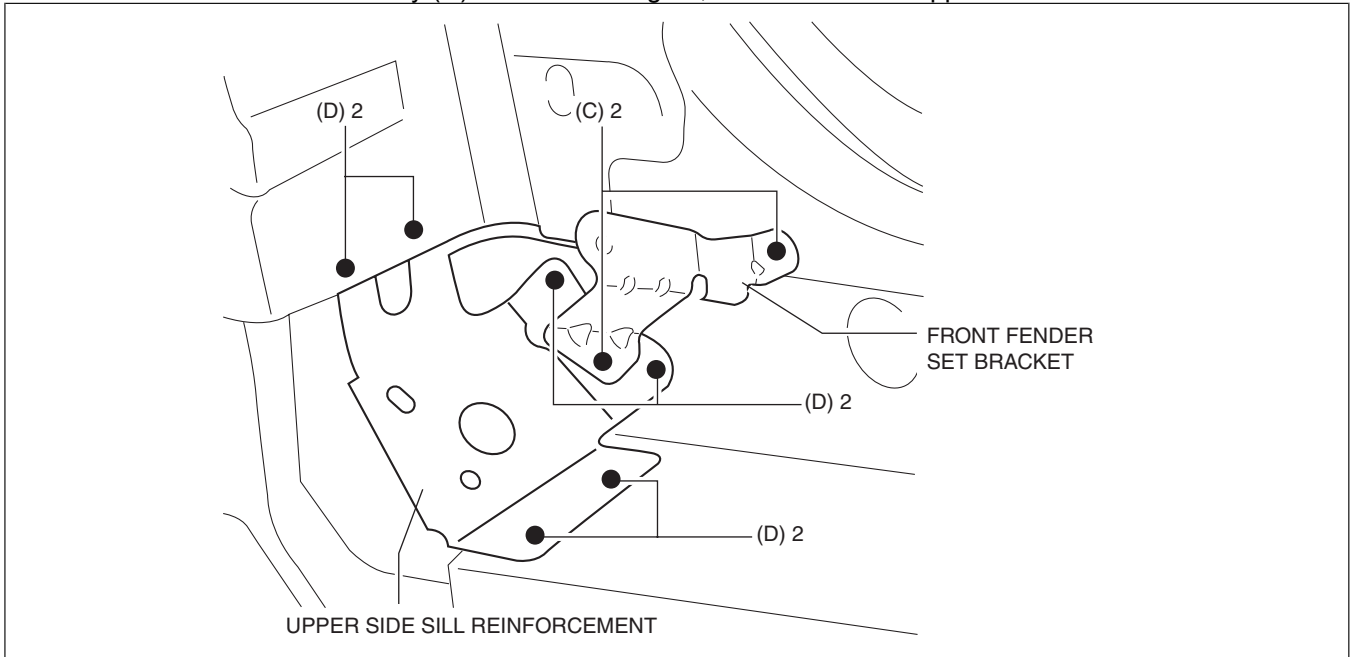 (D) 2
(C) 2
FRONT FENDER
SET BRACKET
(D) 2
(D) 2
UPPER SIDE SILL REINFORCEMENT